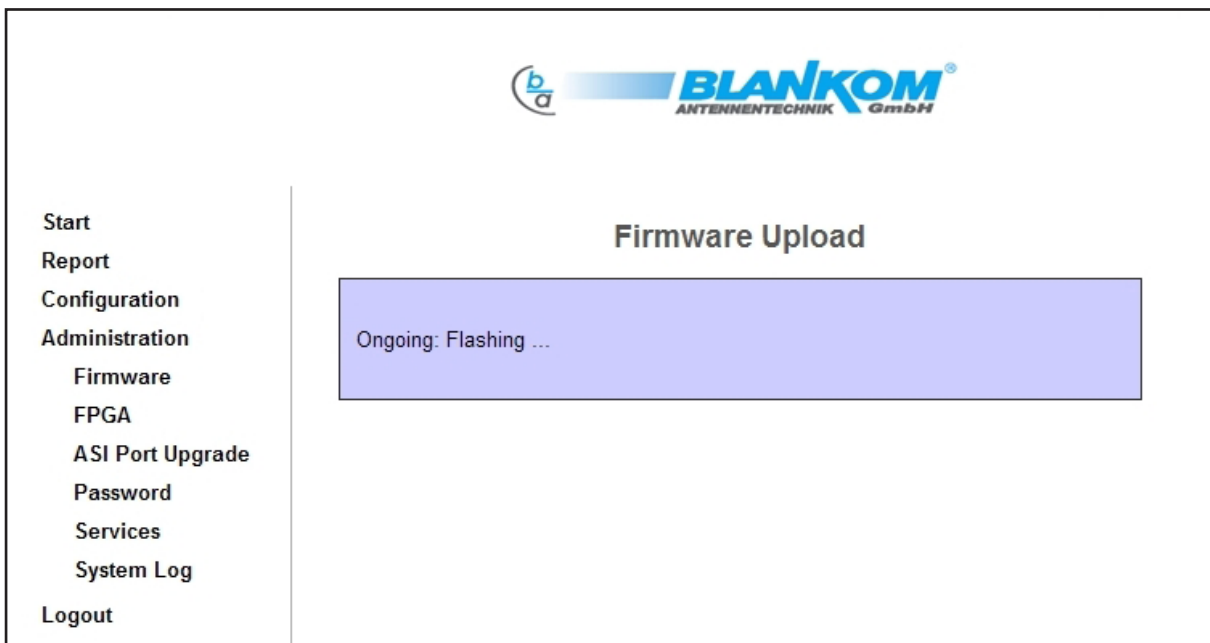 b
a
BLANKOM®
ANTENNENTECHNIK GmbH
Start
Report
Configuration
Administration
Firmware
FPGA
ASI Port Upgrade
Password
Services
System Log
Logout
Firmware Upload
Ongoing: Flashing ...